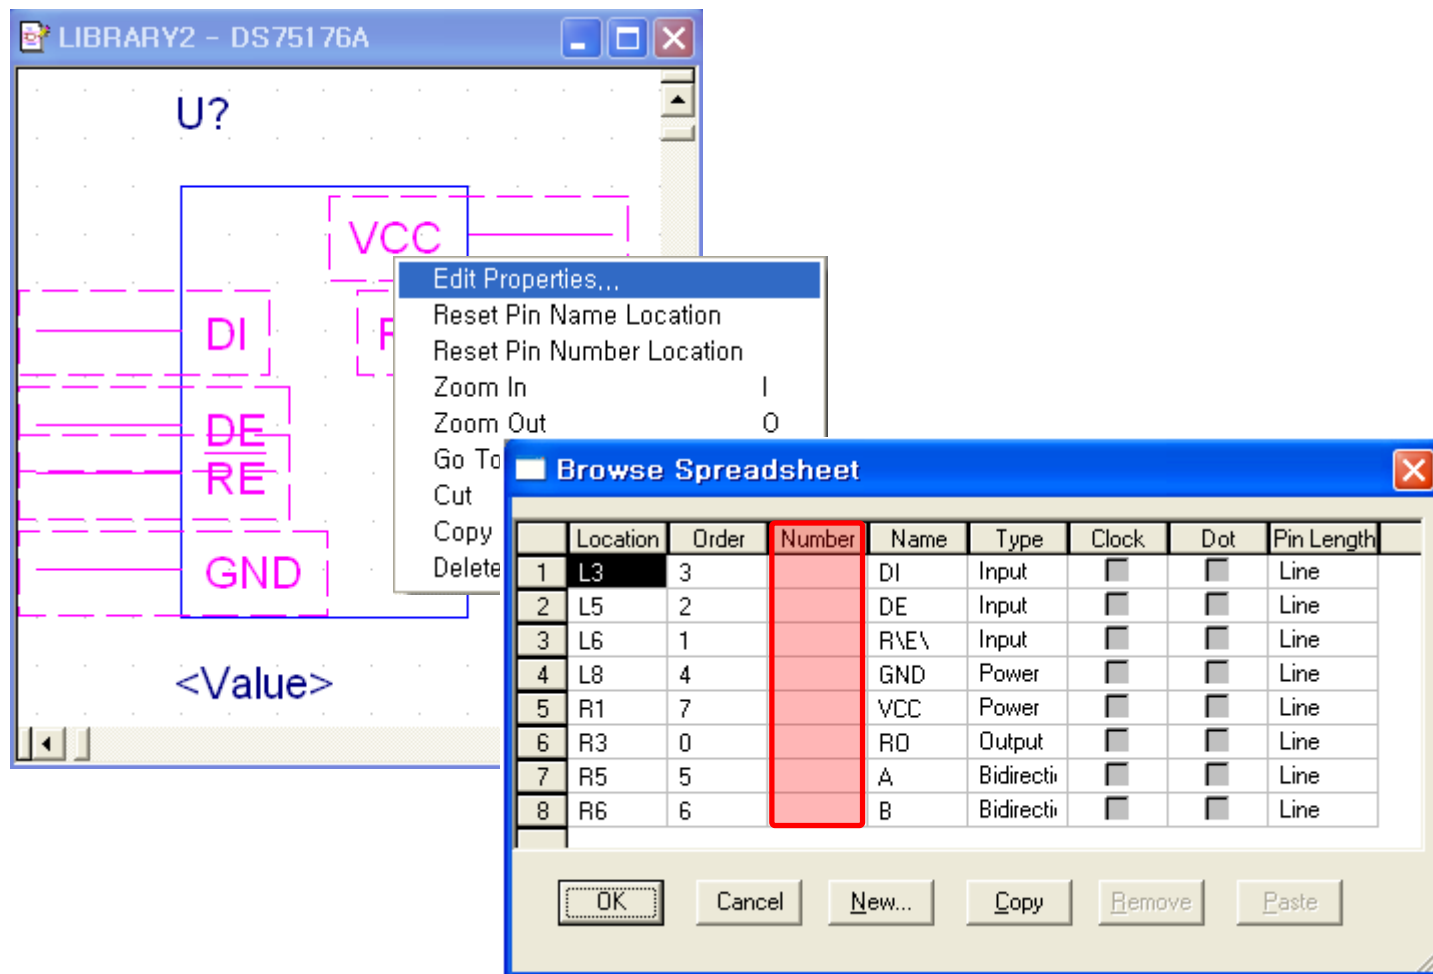 LIBRARY2 - DS75176A
U?
VCC
DI
DE
RE
GND
<Value>
Edit Properties...
Reset Pin Name Location
Reset Pin Number Location
Zoom In I
Zoom Out O
Go To
Cut
Copy
Delete
Browse Spreadsheet
Location Order Number Name Type Clock Dot Pin Length
1 L3 3 DI Input Line
2 L5 2 DE Input Line
3 L6 1 R\E\ Input Line
4 L8 4 GND Power Line
5 R1 7 VCC Power Line
6 R3 0 RO Output Line
7 R5 5 A Bidirecti Line
8 R6 6 B Bidirecti Line
OK Cancel New... Copy Remove Paste